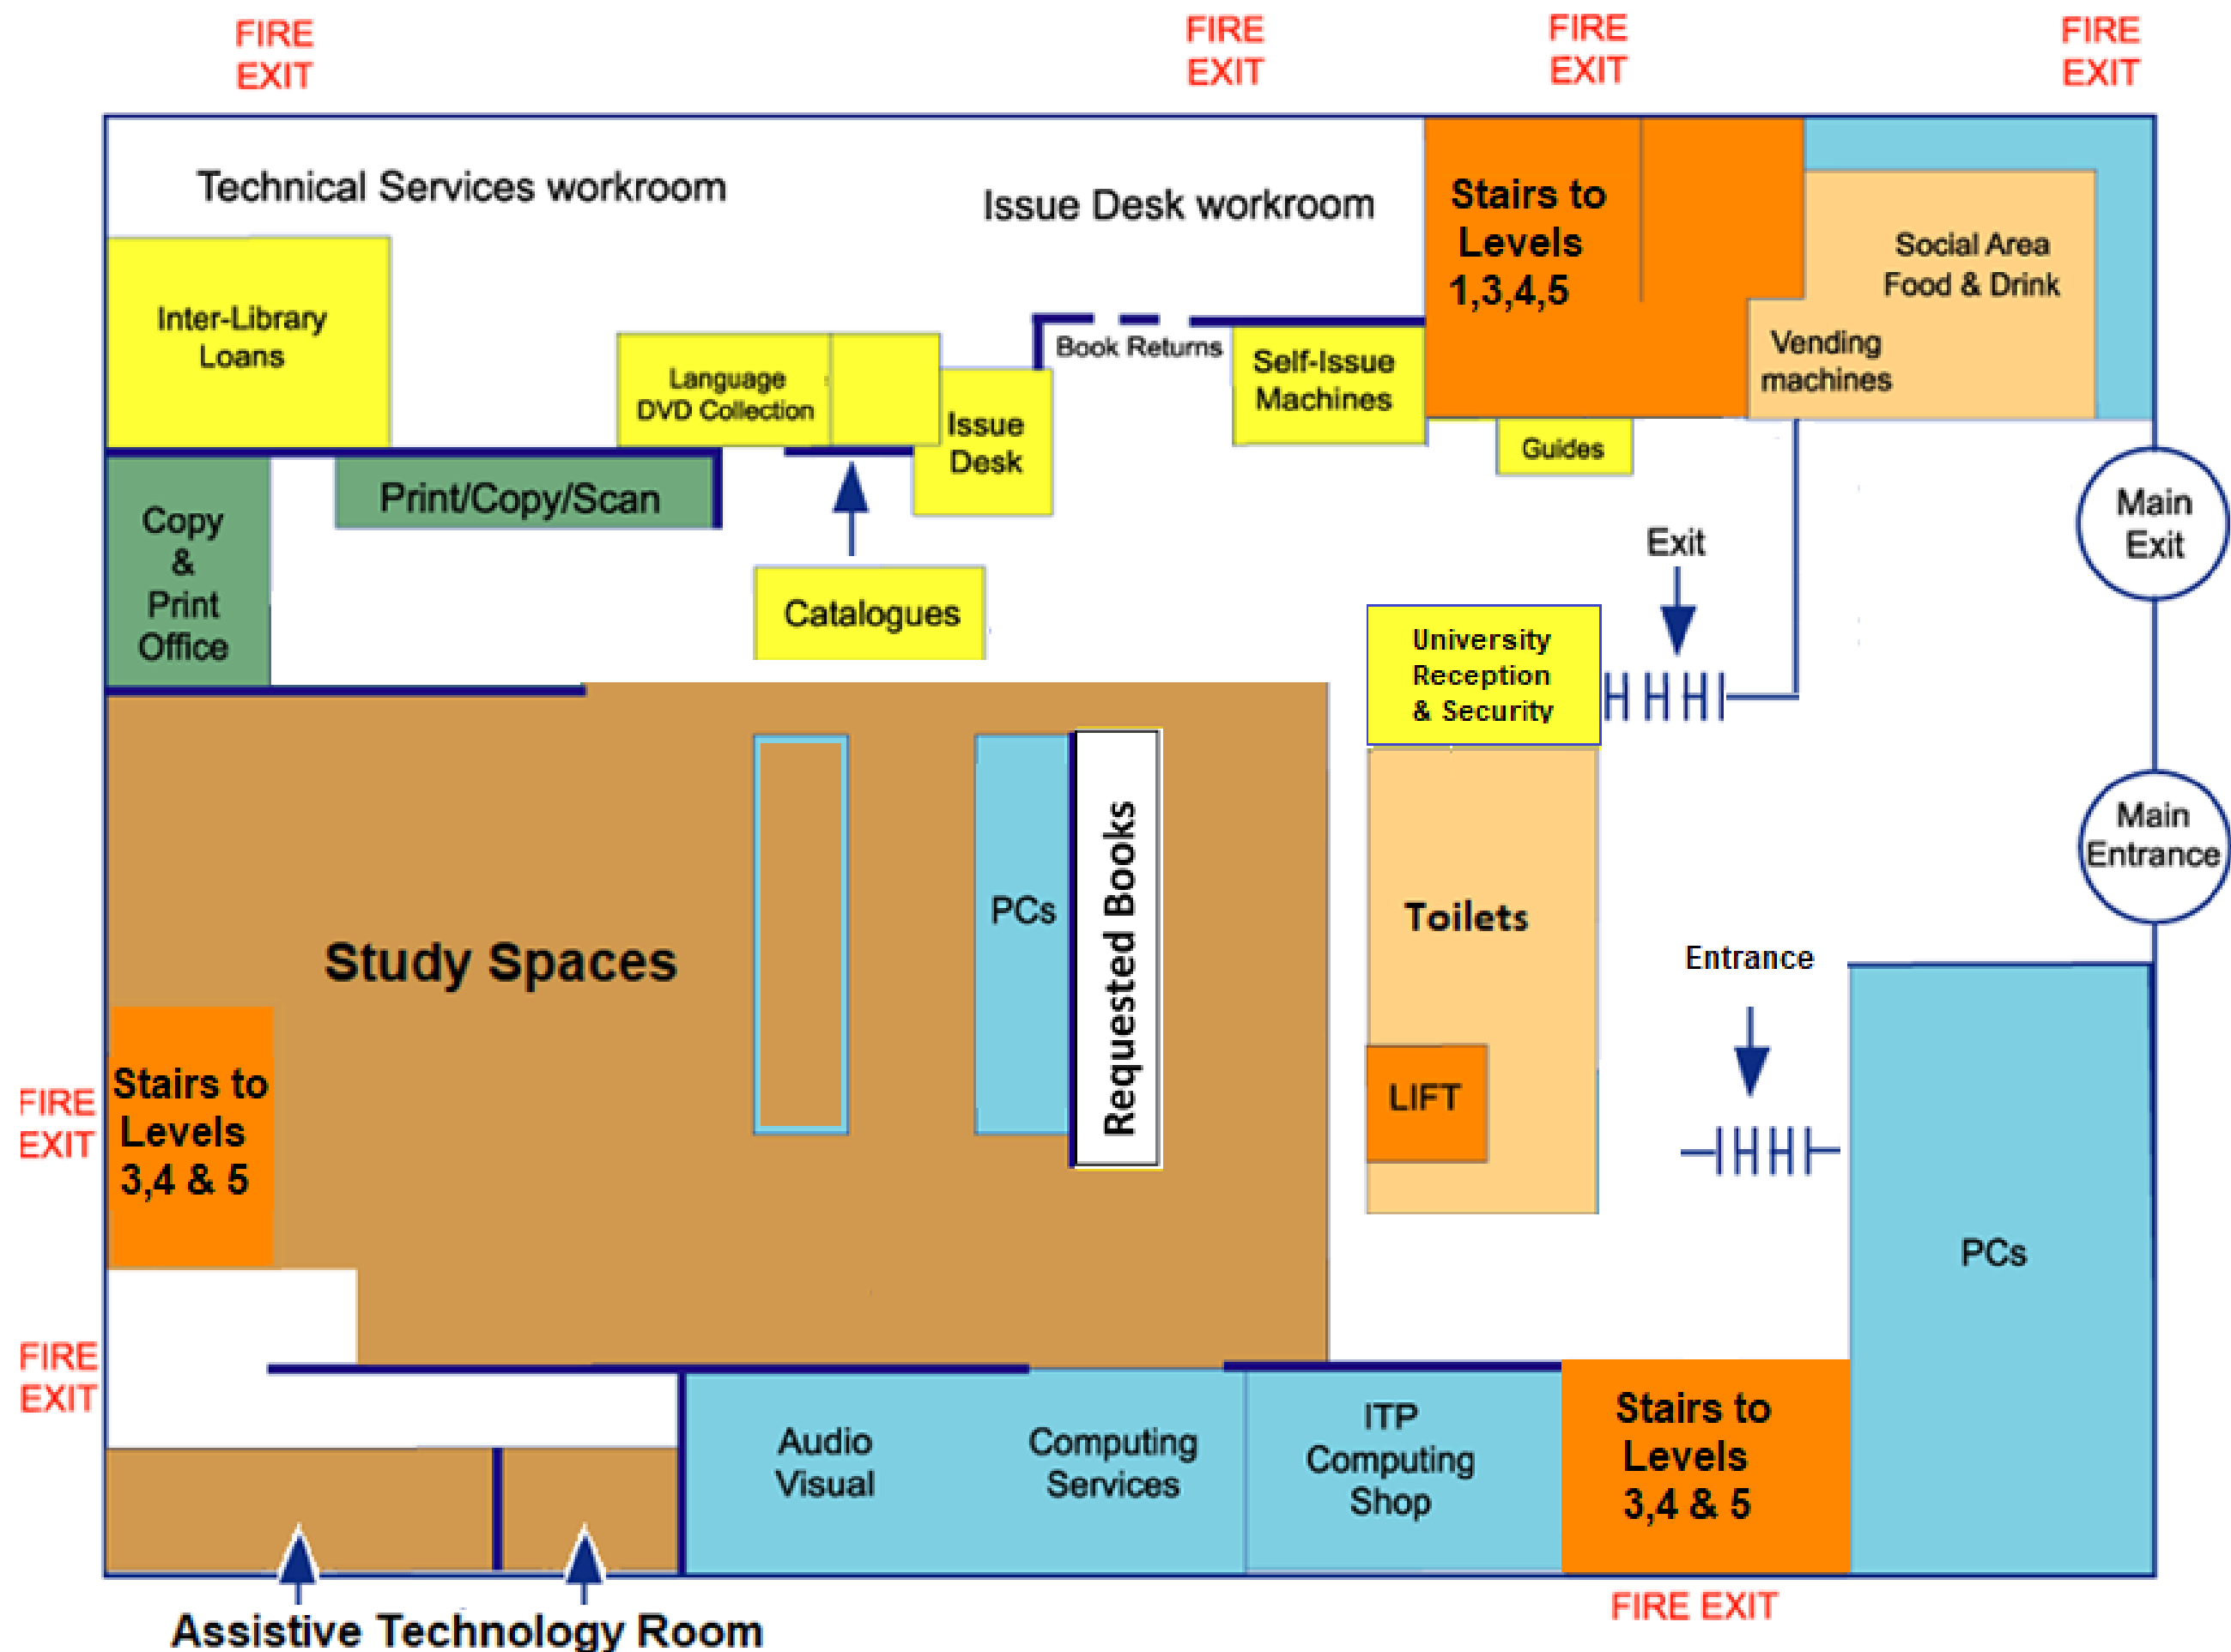 FIRE
EXIT
FIRE
EXIT
FIRE
EXIT
FIRE
EXIT
Technical Services workroom
Issue Desk workroom
Stairs to
Levels
1,3,4,5
Social Area
Food & Drink
Vending
machines
Inter-Library
Loans
Language
DVD Collection
Issue
Desk
Book Returns
Self-Issue
Machines
Guides
Copy
&
Print
Office
Print/Copy/Scan
Catalogues
Exit
Main
Exit
University
Reception
& Security
Main
Entrance
Study Spaces
PCs
Requested Books
Toilets
Entrance
LIFT
FIRE
EXIT
Stairs to
Levels
3,4 & 5
PCs
FIRE
EXIT
Audio
Visual
Computing
Services
ITP
Computing
Shop
Stairs to
Levels
3,4 & 5
FIRE EXIT
Assistive Technology Room